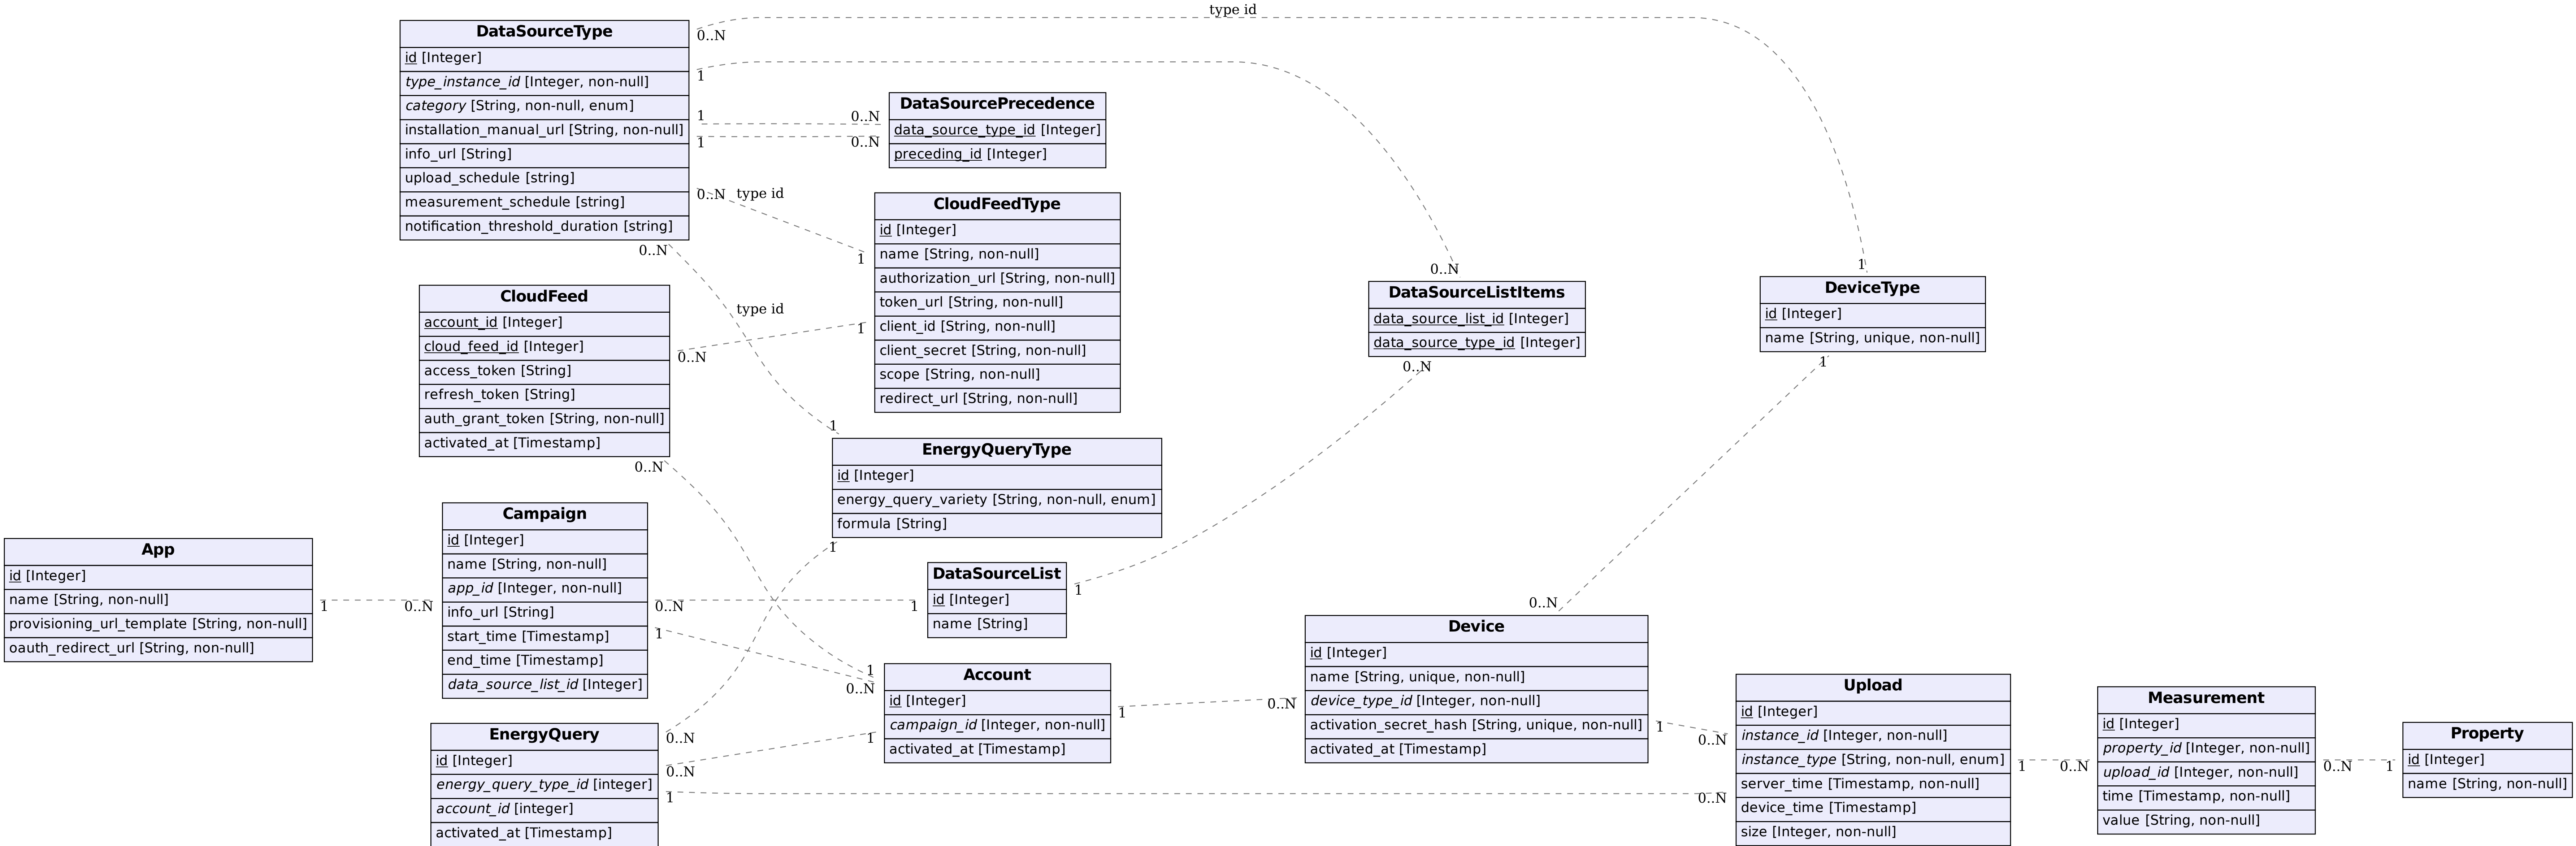 type id
DataSourceType
id [Integer]
type_instance_id [Integer, non-null]
category [String, non-null, enum]
installation_manual_url [String, non-null]
info_url [String]
upload_schedule [string]
measurement_schedule [string]
notification_threshold_duration [string]
0..N
1
1
1
0..N
type id
0..N
0..N
0..N
DataSourcePrecedence
data_source_type_id [Integer]
preceding_id [Integer]
CloudFeedType
id [Integer]
name [String, non-null]
authorization_url [String, non-null]
token_url [String, non-null]
client_id [String, non-null]
client_secret [String, non-null]
scope [String, non-null]
redirect_url [String, non-null]
1
1
type id
CloudFeed
account_id [Integer]
cloud_feed_id [Integer]
access_token [String]
refresh_token [String]
auth_grant_token [String, non-null]
activated_at [Timestamp]
0..N
0..N
0..N
DataSourceListItems
data_source_list_id [Integer]
data_source_type_id [Integer]
0..N
1
DeviceType
id [Integer]
name [String, unique, non-null]
1
1
EnergyQueryType
id [Integer]
energy_query_variety [String, non-null, enum]
formula [String]
1
App
id [Integer]
name [String, non-null]
provisioning_url_template [String, non-null]
oauth_redirect_url [String, non-null]
1
0..N
Campaign
id [Integer]
name [String, non-null]
app_id [Integer, non-null]
info_url [String]
start_time [Timestamp]
end_time [Timestamp]
data_source_list_id [Integer]
0..N
1
1
DataSourceList
id [Integer]
name [String]
1
1
0..N
Account
id [Integer]
campaign_id [Integer, non-null]
activated_at [Timestamp]
1
1
EnergyQuery
id [Integer]
energy_query_type_id [integer]
account_id [integer]
activated_at [Timestamp]
0..N
0..N
1
0..N
0..N
Device
id [Integer]
name [String, unique, non-null]
device_type_id [Integer, non-null]
activation_secret_hash [String, unique, non-null]
activated_at [Timestamp]
1
0..N
0..N
Upload
id [Integer]
instance_id [Integer, non-null]
instance_type [String, non-null, enum]
server_time [Timestamp, non-null]
device_time [Timestamp]
size [Integer, non-null]
1
0..N
Measurement
id [Integer]
property_id [Integer, non-null]
upload_id [Integer, non-null]
time [Timestamp, non-null]
value [String, non-null]
0..N
1
Property
id [Integer]
name [String, non-null]